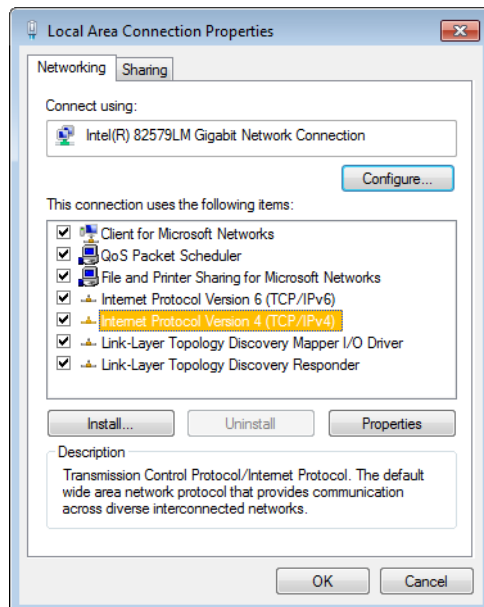 Local Area Connection Properties
Networking
Sharing
Connect using:
Intel(R) 82579LM Gigabit Network Connection
Configure...
This connection uses the following items:
Client for Microsoft Networks
QoS Packet Scheduler
File and Printer Sharing for Microsoft Networks
Internet Protocol Version 6 (TCP/IPv6)
Internet Protocol Version 4 (TCP/IPv4)
Link-Layer Topology Discovery Mapper I/O Driver
Link-Layer Topology Discovery Responder
Install...
Uninstall
Properties
Description
Transmission Control Protocol/Internet Protocol. The default
wide area network protocol that provides communication
across diverse interconnected networks.
OK
Cancel